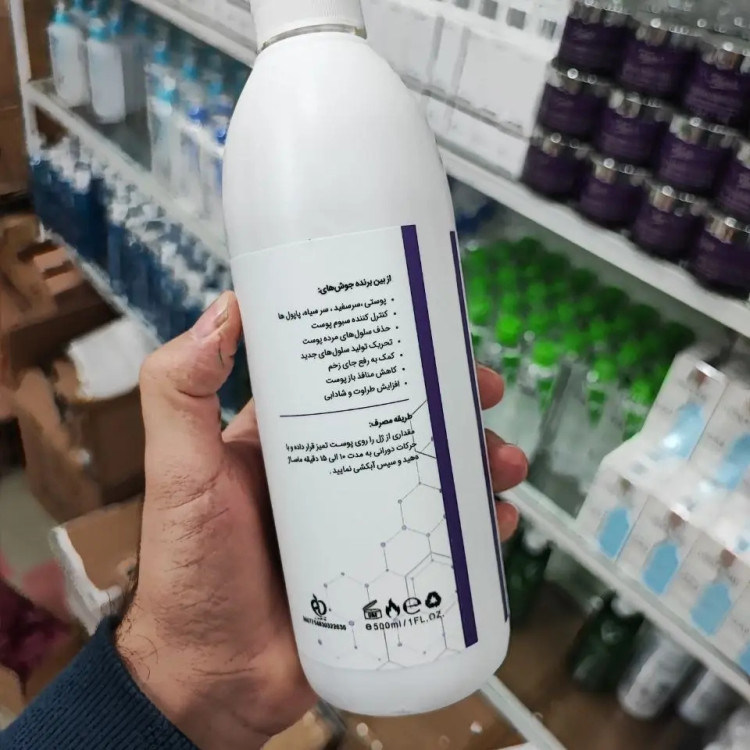 از بین برنده جوش‌های:
• پوستی ،سرسفید ، سر سیاه، پاپول ها
• کنترل کننده سبوم پوست
• حذف سلول‌های مرده پوست
• تحریک تولید سلول‌های جدید
• کمک به رفع جای زخم
• کاهش منافذ باز پوست
• افزایش طراوت و شادابی
طریقه مصرف:
مقداری از ژل را روی پوست تمیز قرار داده و با
حرکات دورانی به مدت ۱۰ الی ۱۵ دقیقه ماساژ
دهید و سپس آبکشی نمایید .
e500ml/1FL.OZ.